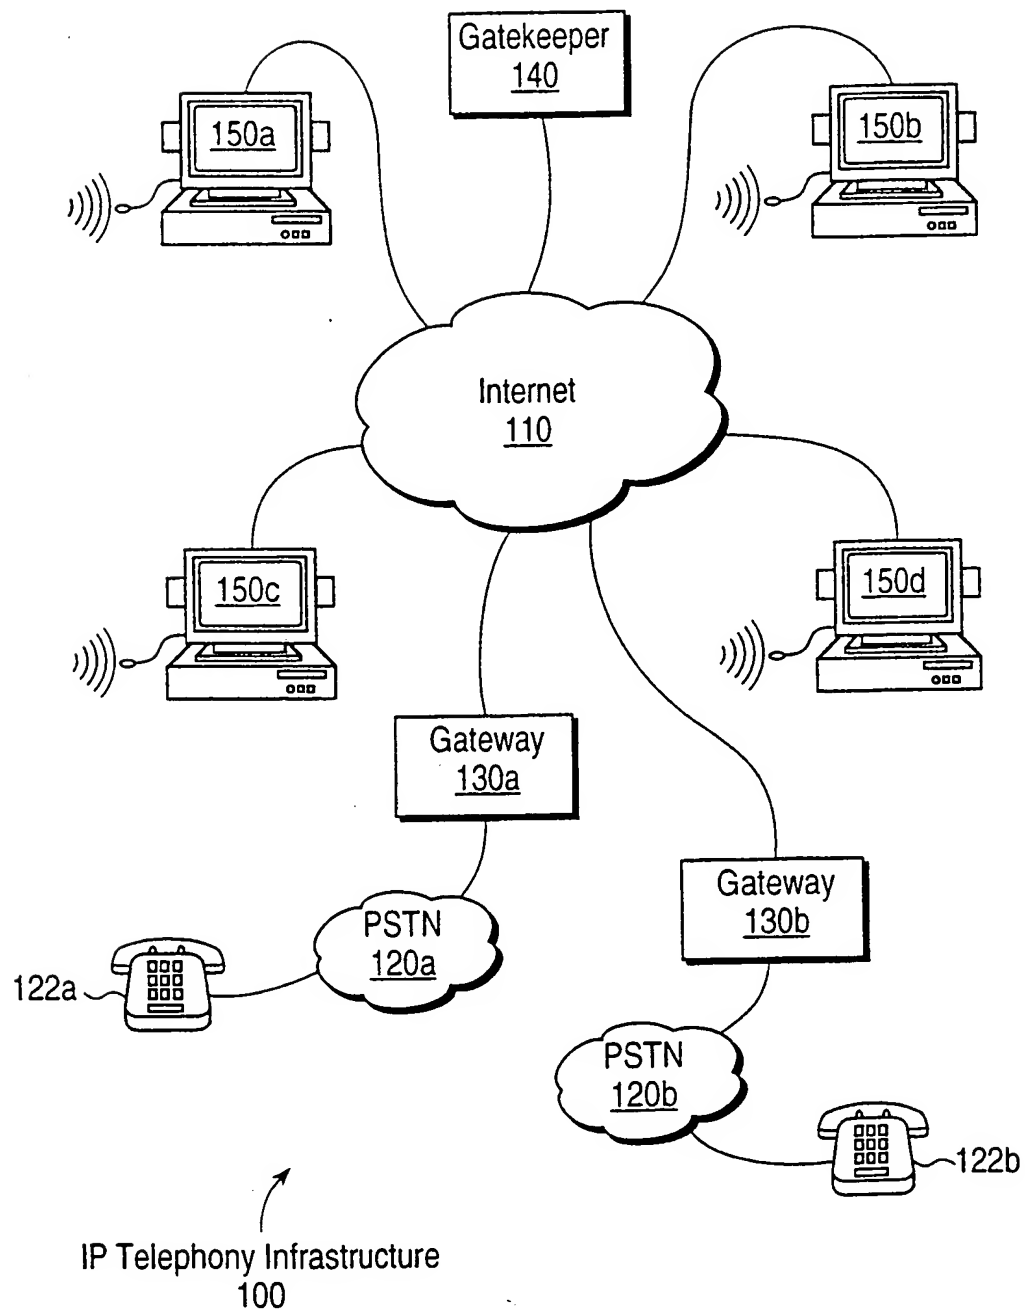 Gatekeeper
140
150a
150b
Internet
110
150c
150d
Gateway
130a
Gateway
130b
PSTN
120a
122a
PSTN
120b
122b
IP Telephony Infrastructure
100